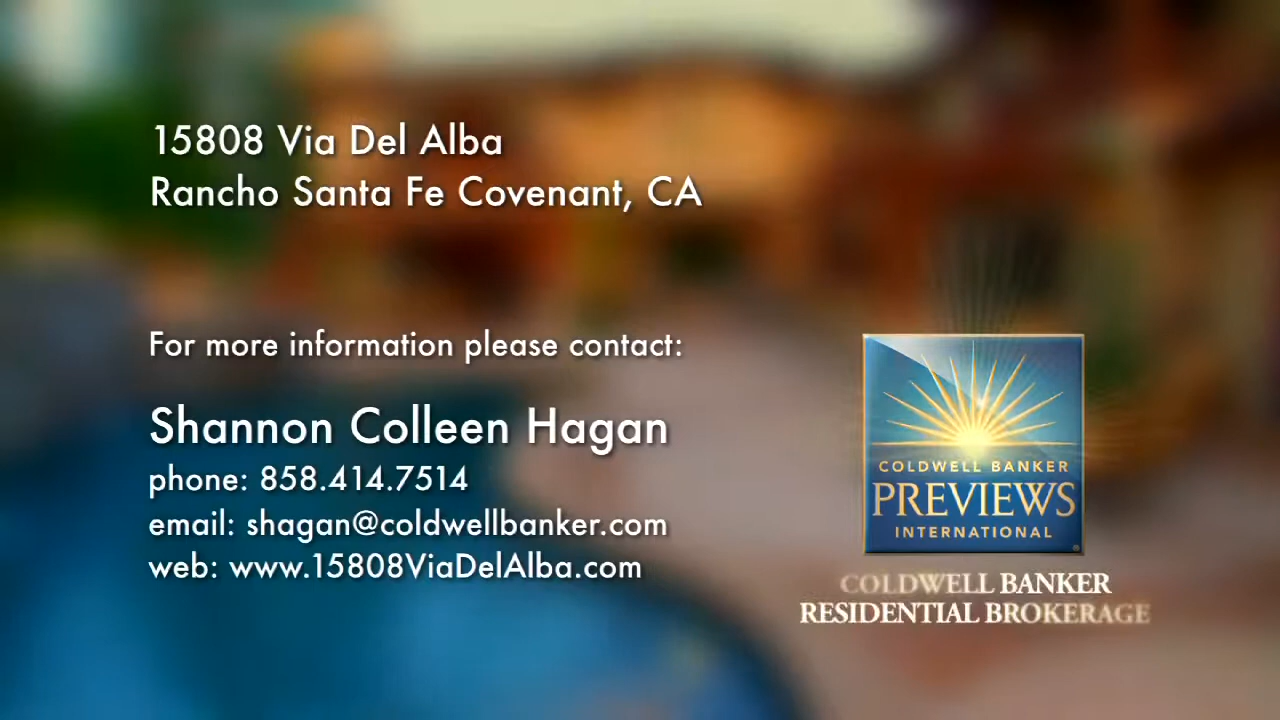 15808 Via Del Alba
Rancho Santa Fe Covenant, CA
For more information please contact:
Shannon Colleen Hagan
phone: 858.414.7514
email: shagan@coldwellbanker.com
web: www.15808ViaDelAlba.com
COLDWELL BANKER
PREVIEWS
INTERNATIONAL
COLDWELL BANKER
RESIDENTIAL BROKERAGE